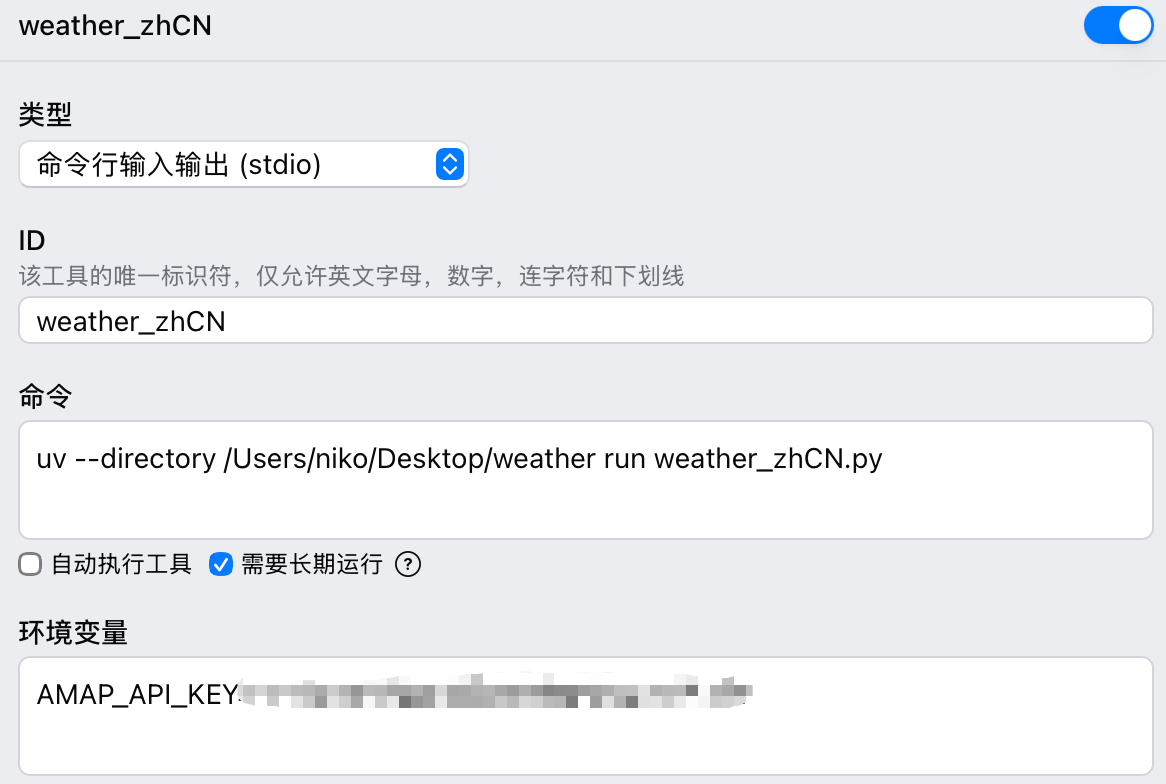 weather_zhCN
类型
命令行输入输出 (stdio)
ID
该工具的唯一标识符，仅允许英文字母，数字，连字符和下划线
weather_zhCN
命令
uv --directory /Users/niko/Desktop/weather run weather_zhCN.py
自动执行工具 需要长期运行 ?
环境变量
AMAP_API_KEY